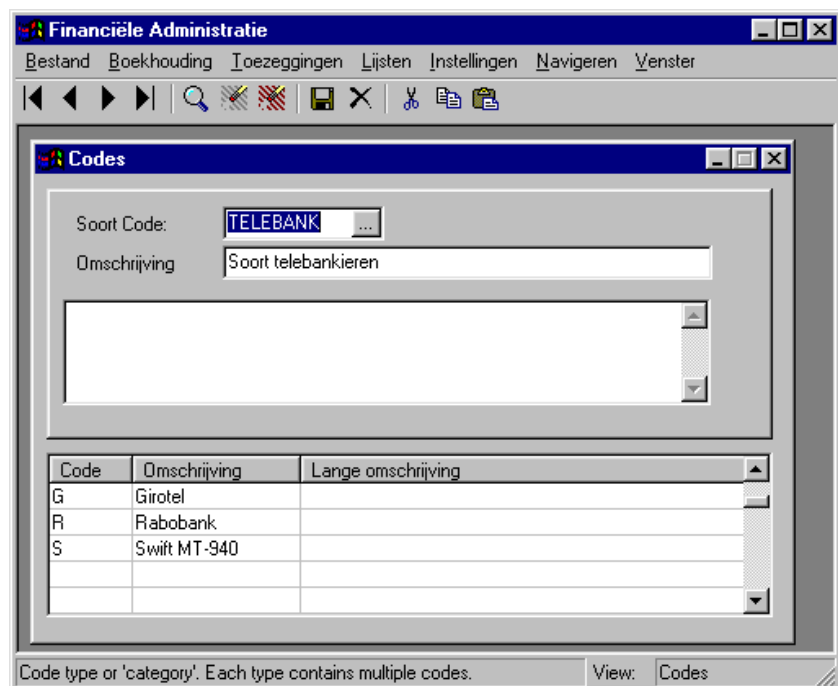 Financiële Administratie
Bestand Boekhouding Toezeggingen Lijsten Instellingen Navigeren Venster
Codes
Soort Code: TELEBANK ...
Omschrijving Soort telebankieren
Code Omschrijving Lange omschrijving
G Girotel
R Rabobank
S Swift MT-940
Code type or 'category'. Each type contains multiple codes. View: Codes